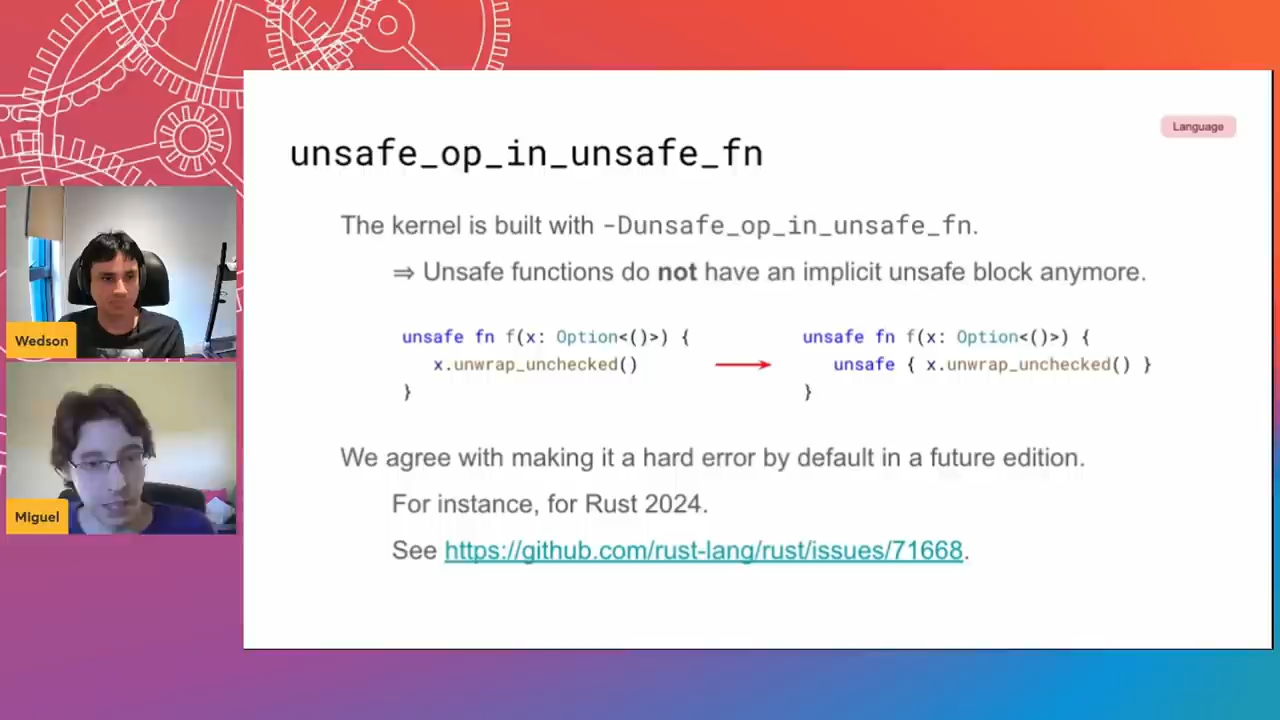 Language
unsafe_op_in_unsafe_fn
The kernel is built with -Dunsafe_op_in_unsafe_fn.
⇒ Unsafe functions do not have an implicit unsafe block anymore.
unsafe fn f(x: Option<()>) {
x.unwrap_unchecked()
}
unsafe fn f(x: Option<()>) {
unsafe { x.unwrap_unchecked() }
}
We agree with making it a hard error by default in a future edition.
For instance, for Rust 2024.
See https://github.com/rust-lang/rust/issues/71668.
Wedson
Miguel